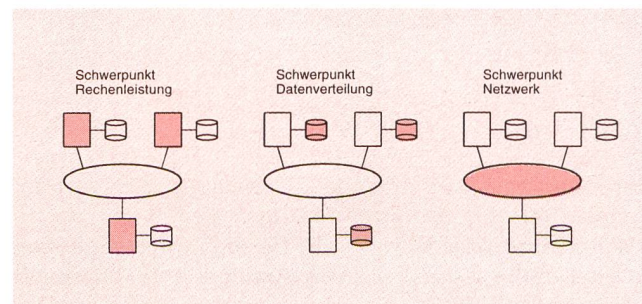 Schwerpunkt
Rechenleistung
Schwerpunkt
Datenverteilung
Schwerpunkt
Netzwerk